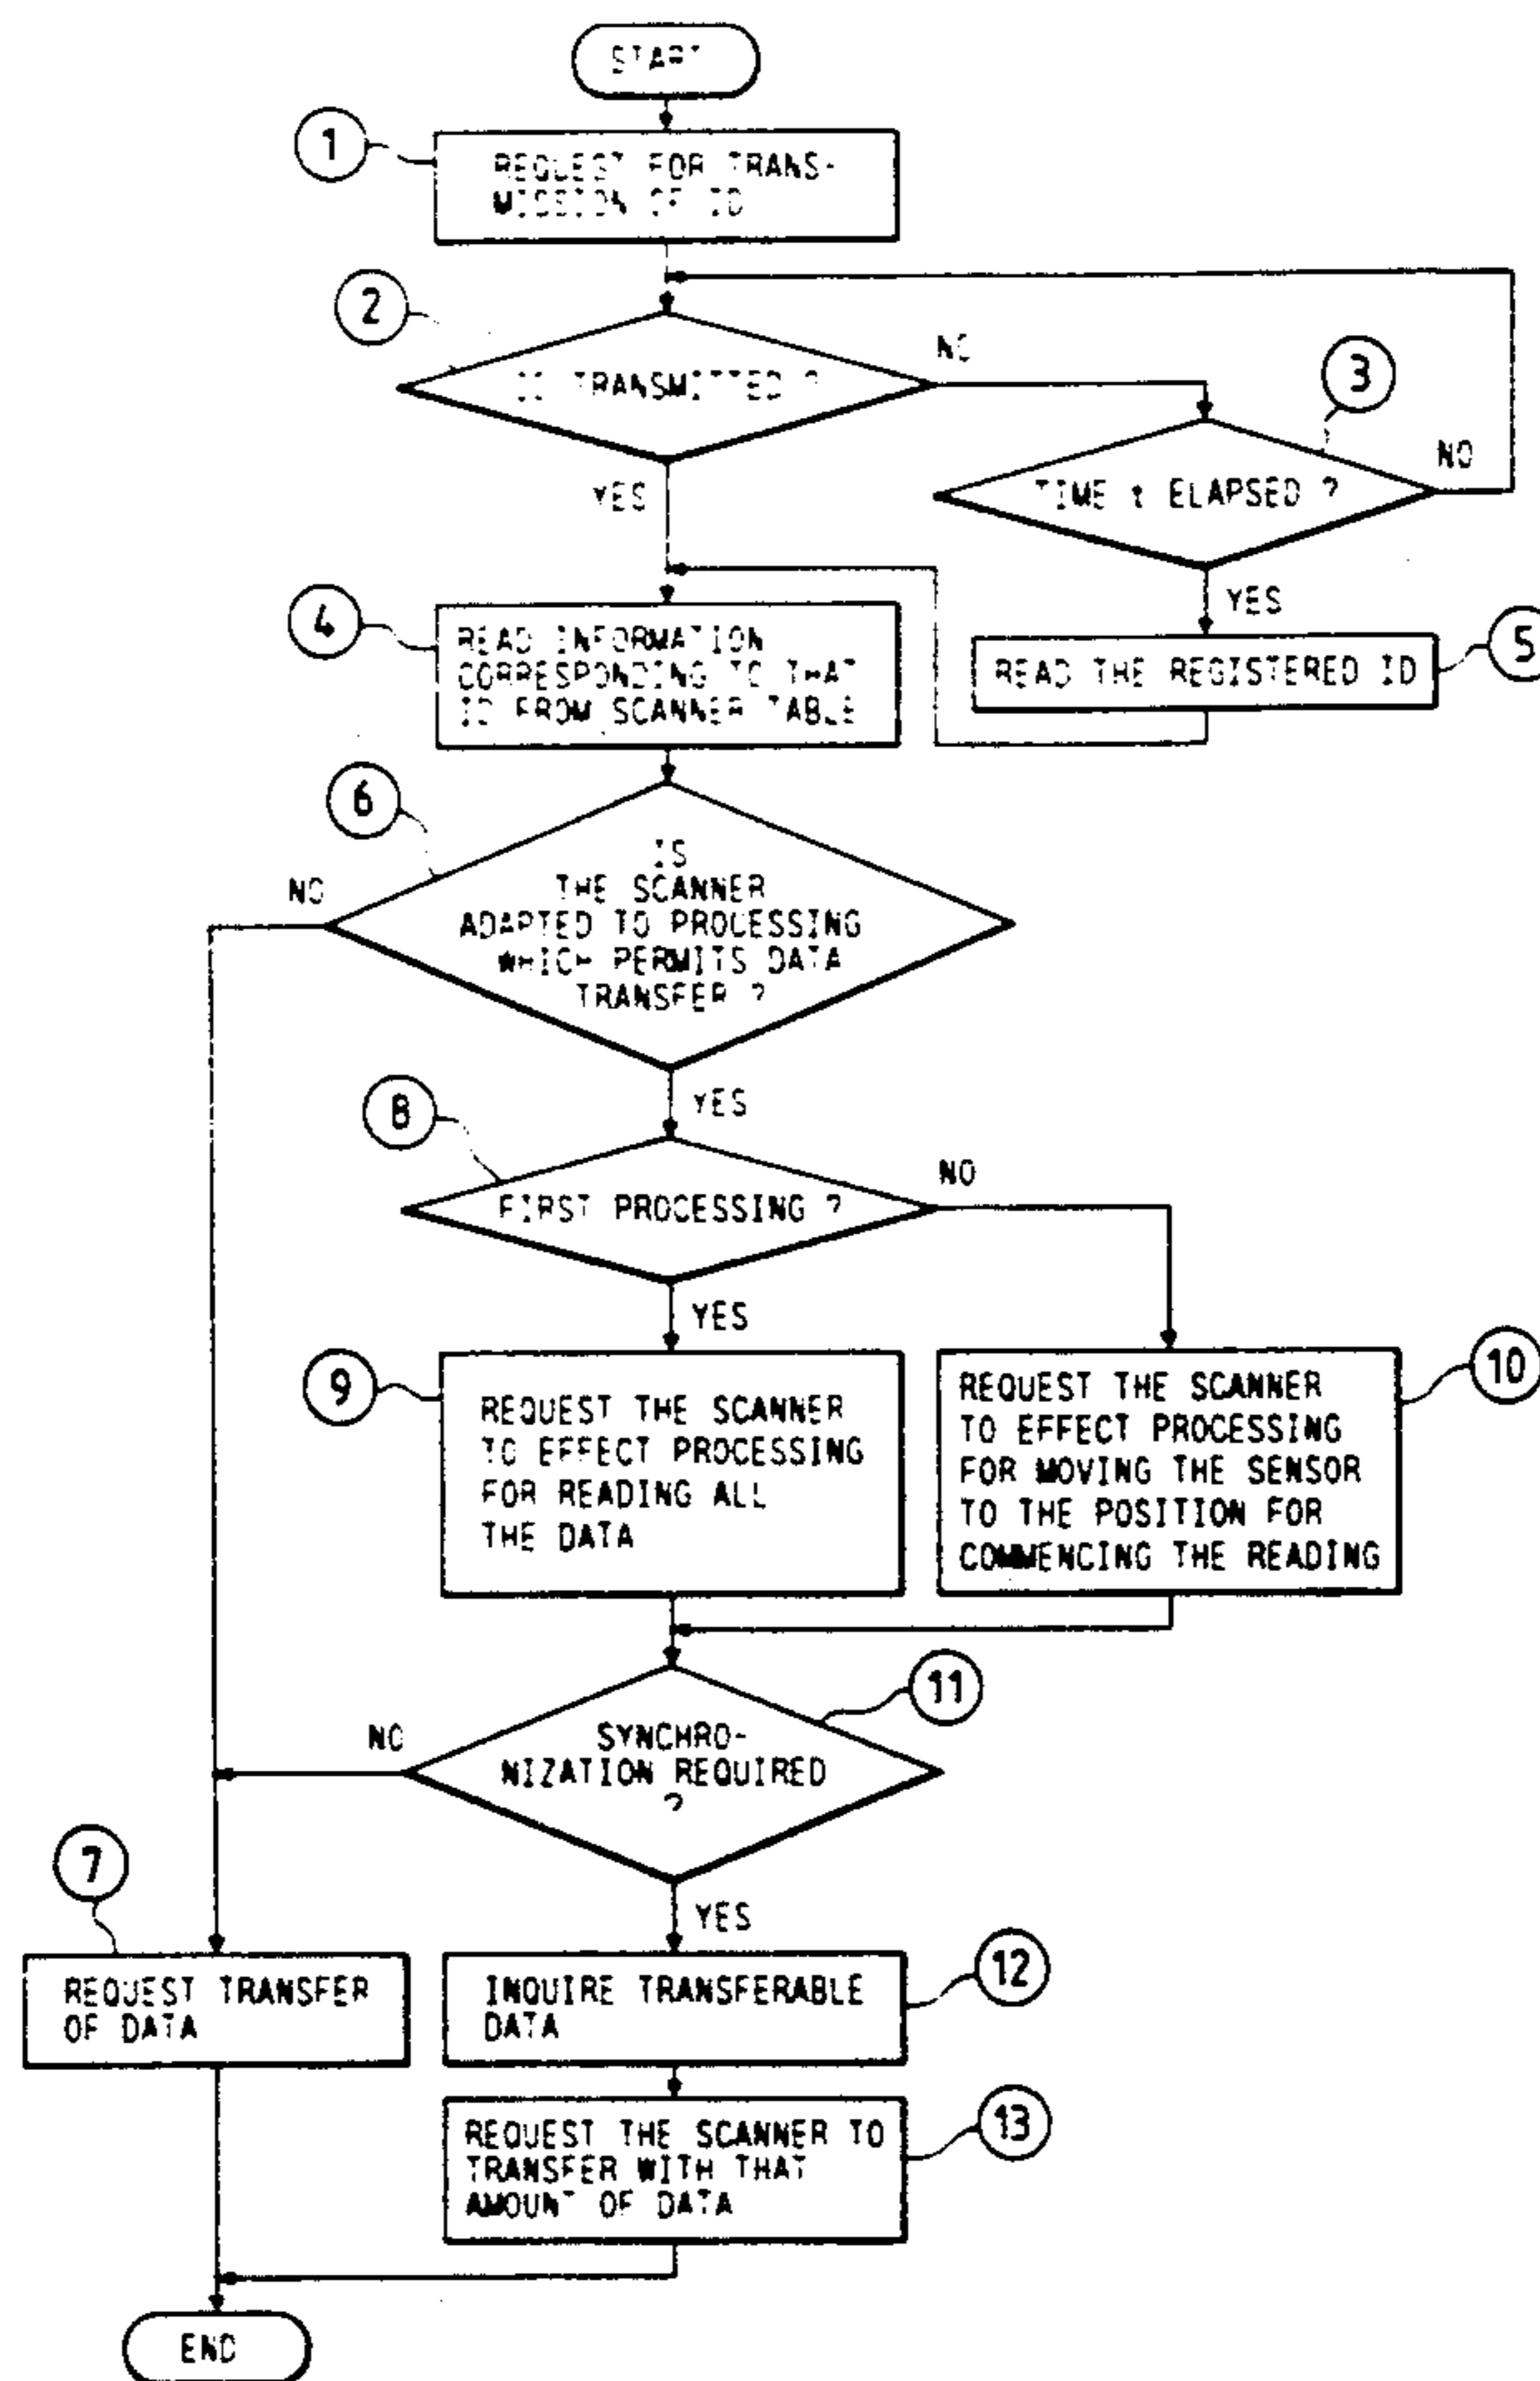 START
1
REQUEST FOR TRANS-
MISSION OF ID
2
NO
3
TRANSMITTED ?
NO
TIME t ELAPSED ?
YES
YES
4
READ INFORMATION
CORRESPONDING TO THAT
ID FROM SCANNER TABLE
5
READ THE REGISTERED ID
6
IS
NO
THE SCANNER
ADAPTED TO PROCESSING
WHICH PERMITS DATA
TRANSFER ?
YES
8
NO
FIRST PROCESSING ?
YES
9
REQUEST THE SCANNER
TO EFFECT PROCESSING
FOR READING ALL
THE DATA
10
REQUEST THE SCANNER
TO EFFECT PROCESSING
FOR MOVING THE SENSOR
TO THE POSITION FOR
COMMENCING THE READING
11
NO
SYNCHRO-
NIZATION REQUIRED
?
YES
7
REQUEST TRANSFER
OF DATA
12
INQUIRE TRANSFERABLE
DATA
13
REQUEST THE SCANNER TO
TRANSFER WITH THAT
AMOUNT OF DATA
END